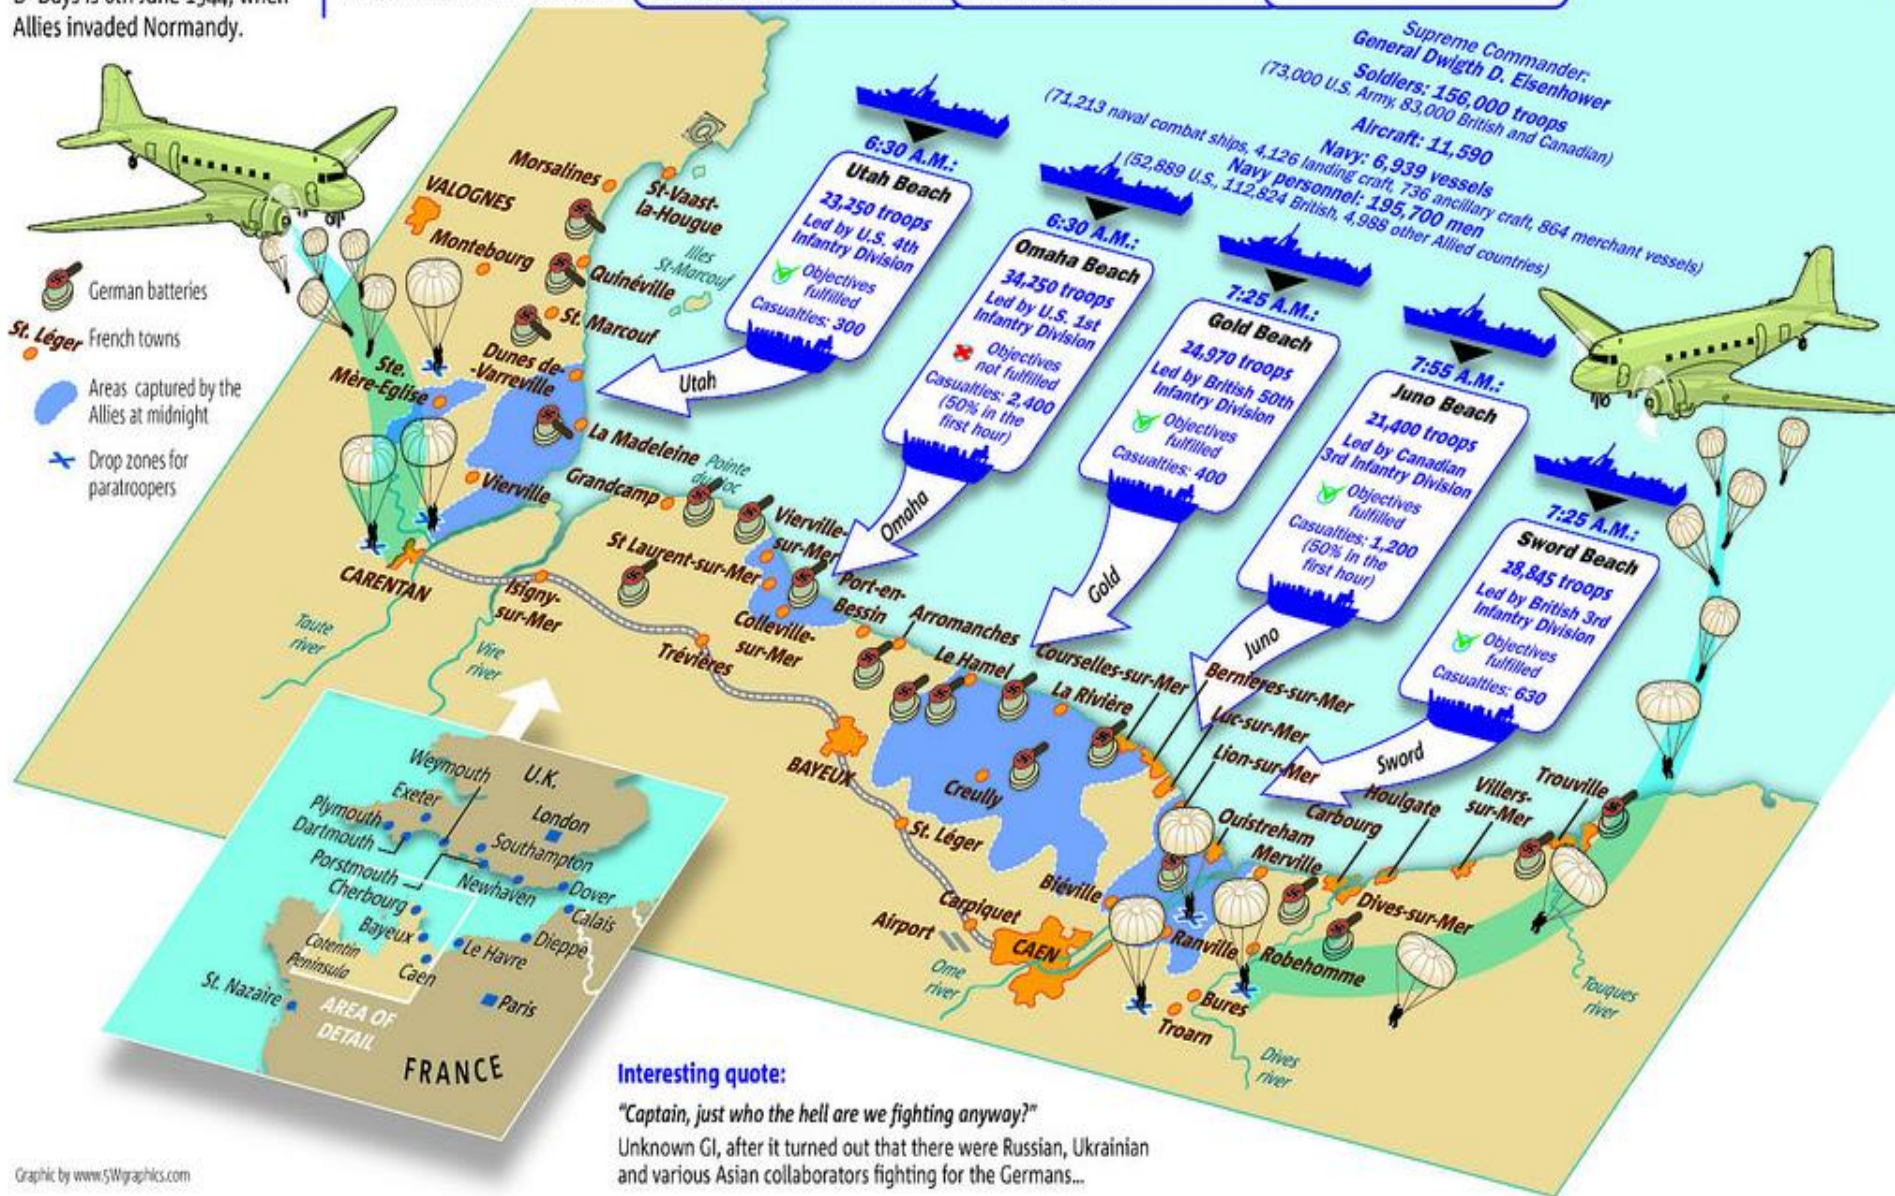 Allies invaded Normandy.
Supreme Commander:
General Dwigth D. Eisenhower
Soldiers: 156,000 troops
(73,000 U.S. Army, 83,000 British and Canadian)
Aircraft: 11,590
Navy: 6,939 vessels
(71,213 naval combat ships, 4,126 landing craft, 736 ancillary craft, 864 merchant vessels)
Navy personnel: 195,700 men
(52,889 U.S., 112,824 British, 4,988 other Allied countries)
German batteries
St. Léger
French towns
Areas captured by the
Allies at midnight
Drop zones for
paratroopers
6:30 A.M.:
Utah Beach
23,250 troops
Led by U.S. 4th
Infantry Division
Objectives
fulfilled
Casualties: 300
Utah
6:30 A.M.:
Omaha Beach
34,250 troops
Led by U.S. 1st
Infantry Division
Objectives
not fulfilled
Casualties: 2,400
(50% in the
first hour)
Omaha
7:25 A.M.:
Gold Beach
24,970 troops
Led by British 50th
Infantry Division
Objectives
fulfilled
Casualties: 400
Gold
7:55 A.M.:
Juno Beach
21,400 troops
Led by Canadian
3rd Infantry Division
Objectives
fulfilled
Casualties: 1,200
(50% in the
first hour)
Juno
7:25 A.M.:
Sword Beach
28,845 troops
Led by British 3rd
Infantry Division
Objectives
fulfilled
Casualties: 630
Sword
Morsalines
VALOGNES
St-Vaast-
la-Hougue
Montebourg
Illes
St-Marcouf
Quinéville
St. Marcouf
Dunes de-
-Varreville
Ste.
Mère-Eglise
La Madeleine
Pointe
du Hoc
Grandcamp
Vierville
Vierville-
sur-Mer
St Laurent-sur-Mer
CARENTAN
Isigny-
sur-Mer
Colleville-
sur-Mer
Port-en-
Bessin
Arromanches
Trévières
Taute
river
Vire
river
Le Hamel
Courselles-sur-Mer
Bernières-sur-Mer
La Rivière
Luc-sur-Mer
Lion-sur-Mer
BAYEUX
Creully
St. Léger
Ouistreham
Merville
Carbourg
Houlgate
Villers-
sur-Mer
Trouville
Biéville
Carpiquet
Airport
CAEN
Dives-sur-Mer
Ranville
Robehomme
Ome
river
Bures
Troarn
Touques
river
Dives
river
Weymouth
U.K.
Exeter
Plymouth
London
Dartmouth
Southampton
Porstmouth
Newhaven
Dover
Cherbourg
Calais
Bayeux
Dieppe
Le Havre
Cotentin
Peninsula
Caen
St. Nazaire
Paris
AREA OF
DETAIL
FRANCE
Interesting quote:
"Captain, just who the hell are we fighting anyway?"
Unknown GI, after it turned out that there were Russian, Ukrainian
and various Asian collaborators fighting for the Germans...
Graphic by www.5Wgraphics.com